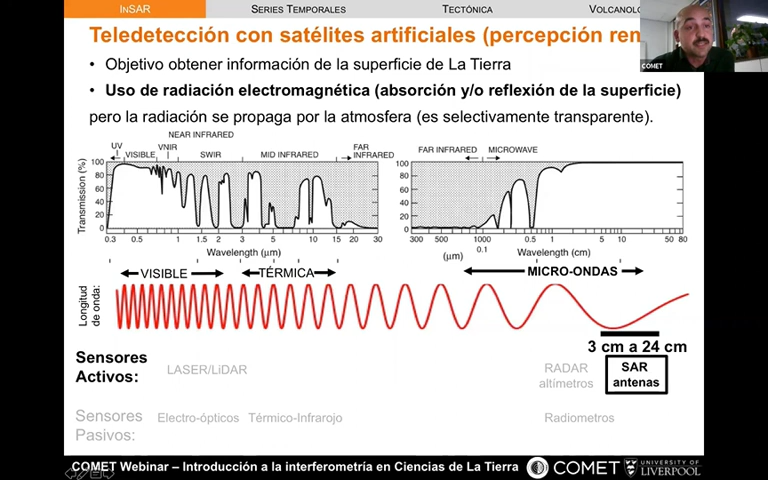 InSAR
Series Temporales
Tectónica
Teledetección con satélites artificiales (percepción
COMET
• Objetivo obtener información de la superficie de La Tierra
• Uso de radiación electromagnética (absorción y/o reflexión de la superficie)
pero la radiación se propaga por la atmosfera (es selectivamente transparente).
NEAR INFRARED
UV
VNIR
FAR INFRARED
VISIBLE
SWIR
MID INFRARED
FAR INFRARED
MICROWAVE
Transmission (%)
100
80
60
40
20
0
100
80
60
40
20
0
0.3 0.5 1 1.5 2 3 5 10 15 20 30
300 500 1000 0.5 1 5 10 50 80
(µm) 0.1
Wavelength (µm)
Wavelength (cm)
VISIBLE
TÉRMICA
MICRO-ONDAS
Longitud de onda:
3 cm a 24 cm
Sensores Activos:
LASER/LiDAR
RADAR altímetros
SAR antenas
Sensores Pasivos:
Electro-ópticos
Térmico-Infrarojo
Radiometros
COMET Webinar – Introducción a la interferometría en Ciencias de La Tierra
COMET
UNIVERSITY OF LIVERPOOL